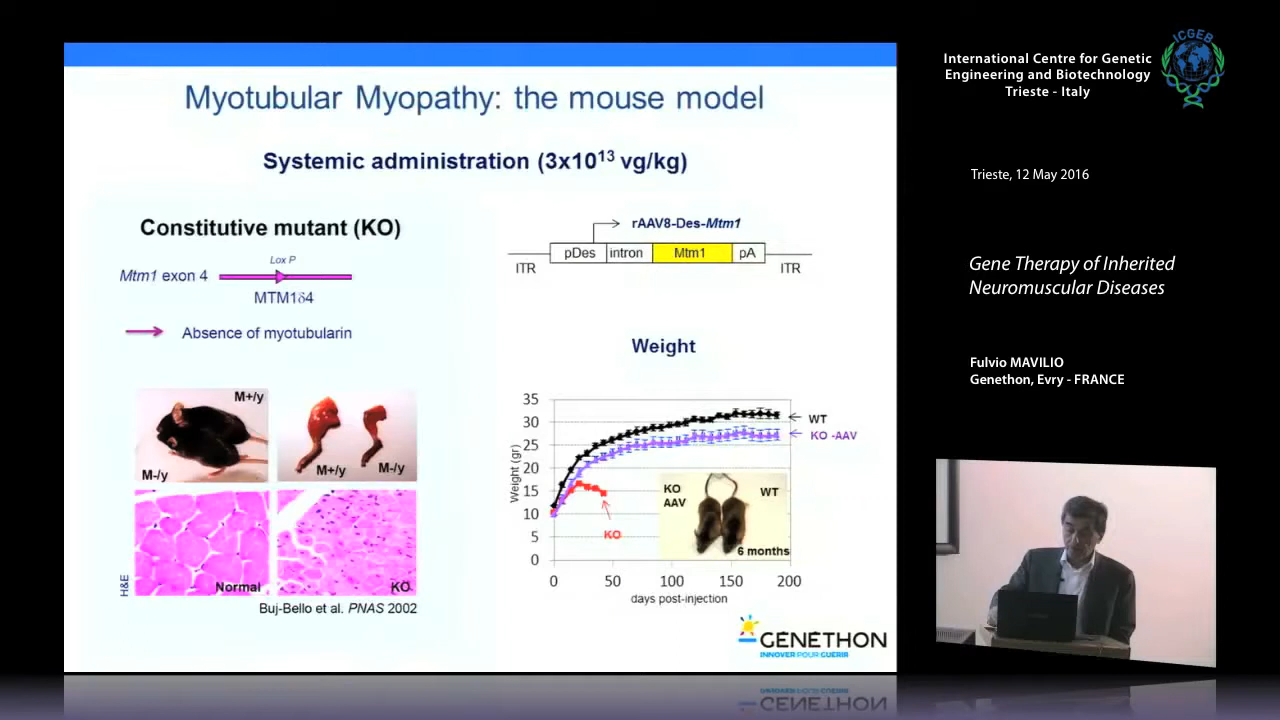 Myotubular Myopathy: the mouse model
Systemic administration (3x10¹³ vg/kg)
Constitutive mutant (KO)
Lox P
Mtm1 exon 4
MTM1δ4
Absence of myotubularin
M+/y
M-/y
M+/y
M-/y
H&E
Normal
KO
Buj-Bello et al. PNAS 2002
rAAV8-Des-Mtm1
pDes intron Mtm1 pA
ITR ITR
Weight
35
30
25
20
15
10
5
0
Weight (gr)
WT
KO -AAV
KO
KO
AAV
WT
6 months
0 50 100 150 200
days post-injection
GENETHON
INNOVER POUR GUERIR
ICGEB
International Centre for Genetic
Engineering and Biotechnology
Trieste - Italy
Trieste, 12 May 2016
Gene Therapy of Inherited
Neuromuscular Diseases
Fulvio MAVILIO
Genethon, Evry - FRANCE